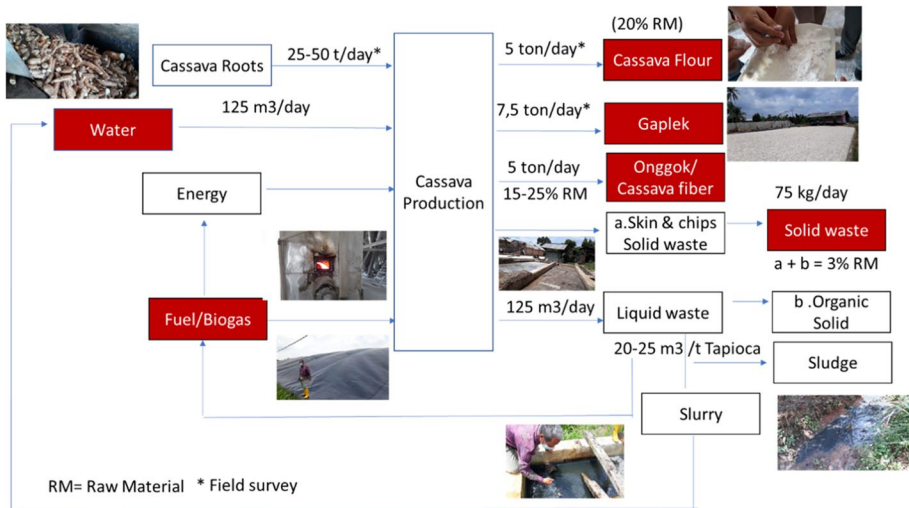 (20% RM)
Cassava Roots
25-50 t/day*
5 ton/day*
Cassava Flour
125 m3/day
Water
7,5 ton/day*
Gaplek
Cassava
Production
5 ton/day
15-25% RM
Onggok/
Cassava fiber
Energy
75 kg/day
a.Skin & chips
Solid waste
Solid waste
a + b = 3% RM
Fuel/Biogas
125 m3/day
Liquid waste
b .Organic
Solid
20-25 m3 /t Tapioca
Sludge
Slurry
RM= Raw Material * Field survey